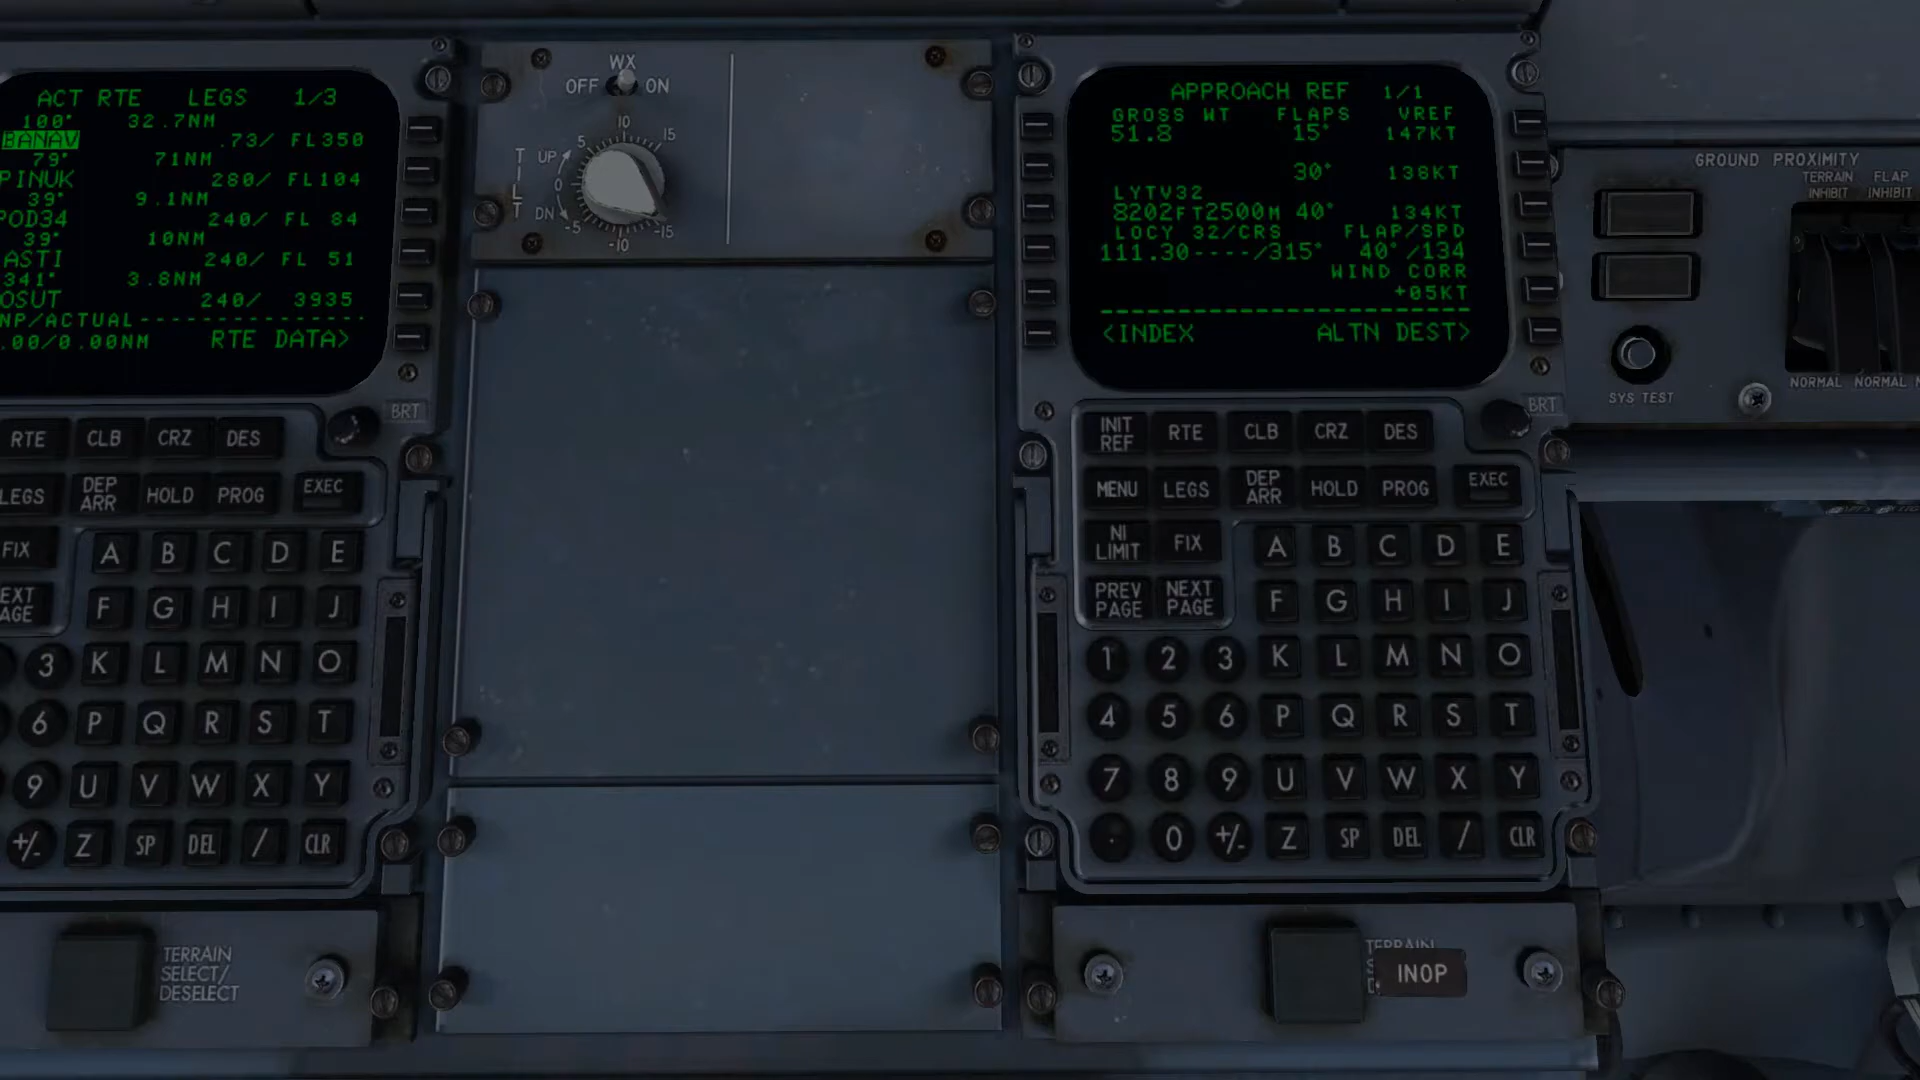 ACT RTE LEGS 1/3
100° 32.7NM
BANAV .73/ FL350
79° 71NM
PINUK 280/ FL104
39° 9.1NM
POD34 240/ FL 84
39° 10NM
ASTI 240/ FL 51
341° 3.8NM
OSUT 240/ 3935
NP/ACTUAL--------------
.00/0.00NM RTE DATA>
BRT
RTE CLB CRZ DES
LEGS DEP ARR HOLD PROG EXEC
FIX A B C D E
EXT AGE F G H I J
3 K L M N O
6 P Q R S T
9 U V W X Y
+/- Z SP DEL / CLR
TERRAIN
SELECT/
DESELECT
WX
OFF ON
TILT
UP
DN
15
10
5
0
-5
-10
-15
APPROACH REF 1/1
GROSS WT FLAPS VREF
51.8 15° 147KT
30° 138KT
LYTV32
8202FT2500M 40° 134KT
LOCY 32/CRS FLAP/SPD
111.30----/315° 40°/134
WIND CORR
+05KT
<INDEX ALTN DEST>
BRT
INIT REF RTE CLB CRZ DES
MENU LEGS DEP ARR HOLD PROG EXEC
N1 LIMIT FIX A B C D E
PREV PAGE NEXT PAGE F G H I J
1 2 3 K L M N O
4 5 6 P Q R S T
7 8 9 U V W X Y
. 0 +/- Z SP DEL / CLR
TERRAIN
INOP
GROUND PROXIMITY
TERRAIN INHIBIT
FLAP INHIBIT
SYS TEST
NORMAL NORMAL